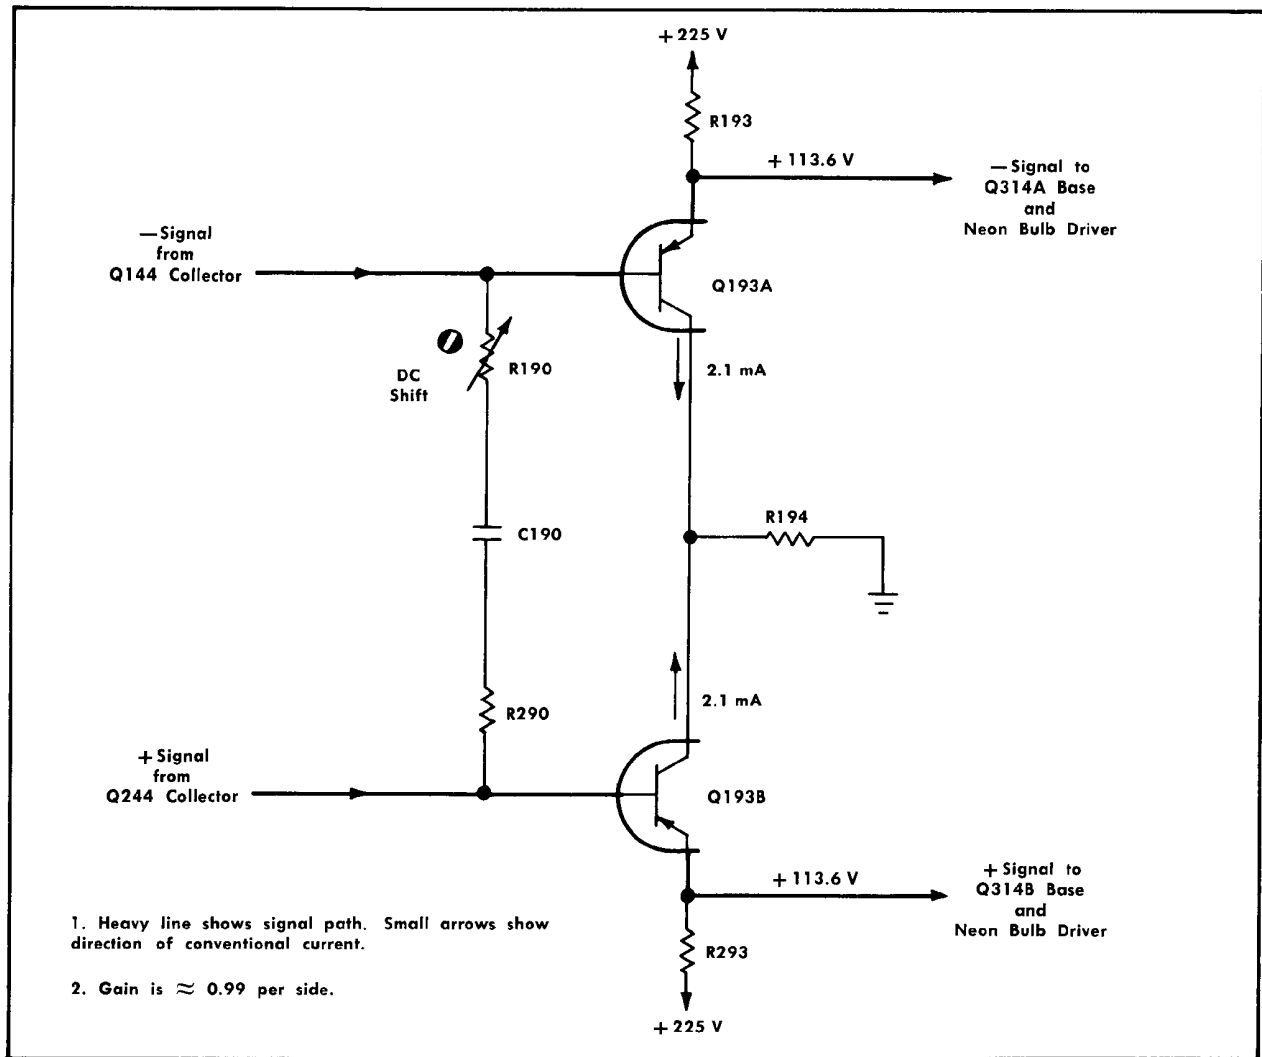 +225 V
R193
+113.6 V
—Signal to
Q314A Base
and
Neon Bulb Driver
—Signal
from
Q144 Collector
Q193A
DC
Shift
R190
2.1 mA
C190
R194
R290
2.1 mA
+Signal
from
Q244 Collector
Q193B
+113.6 V
+Signal to
Q314B Base
and
Neon Bulb Driver
1. Heavy line shows signal path. Small arrows show
direction of conventional current.
R293
2. Gain is ≈ 0.99 per side.
+225 V